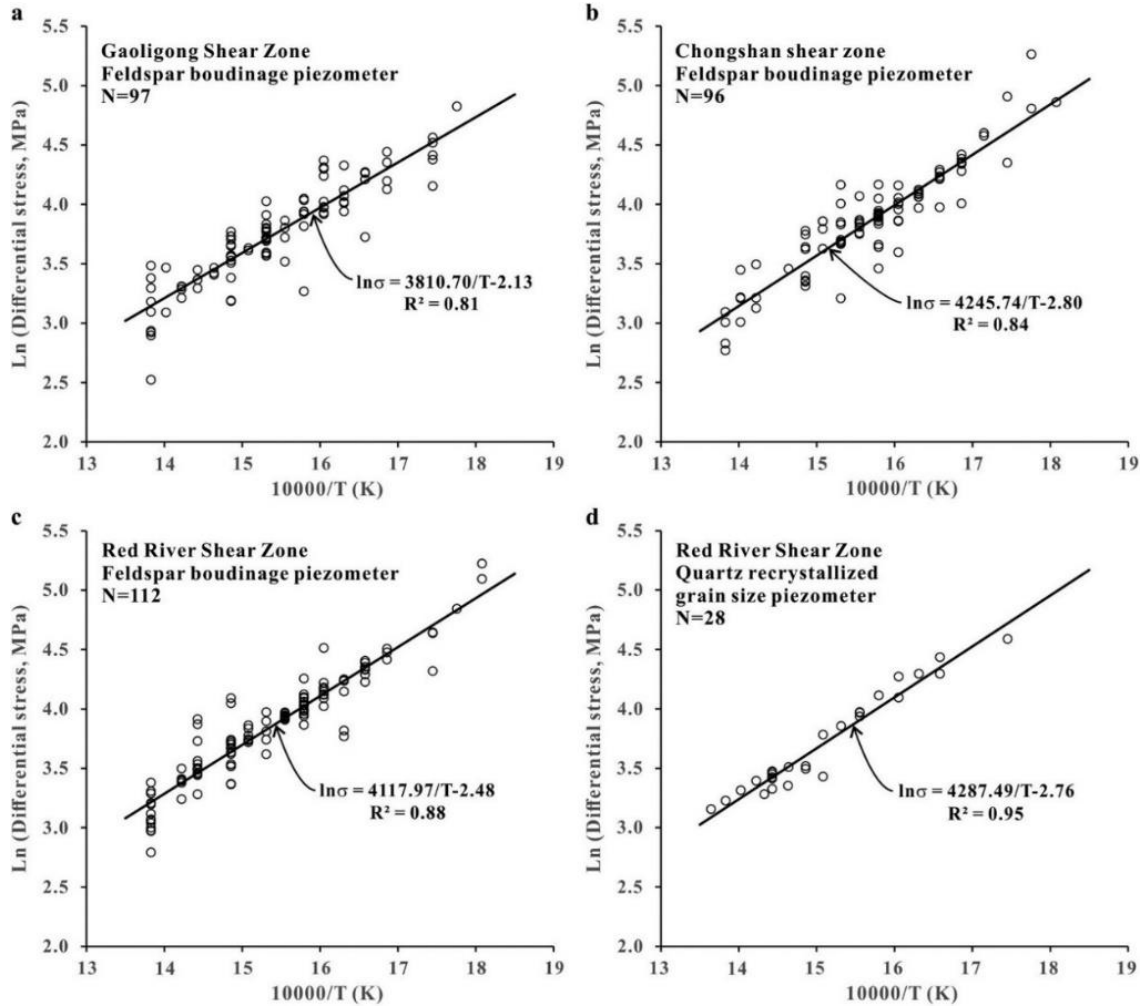 a
Gaoligong Shear Zone
Feldspar boudinage piezometer
N=97
Ln (Differential stress, MPa)
5.5
5.0
4.5
4.0
3.5
3.0
2.5
2.0
lnσ = 3810.70/T-2.13
R² = 0.81
13 14 15 16 17 18 19
10000/T (K)
b
Chongshan shear zone
Feldspar boudinage piezometer
N=96
Ln (Differential stress, MPa)
5.5
5.0
4.5
4.0
3.5
3.0
2.5
2.0
lnσ = 4245.74/T-2.80
R² = 0.84
13 14 15 16 17 18 19
10000/T (K)
c
Red River Shear Zone
Feldspar boudinage piezometer
N=112
Ln (Differential stress, MPa)
5.5
5.0
4.5
4.0
3.5
3.0
2.5
2.0
lnσ = 4117.97/T-2.48
R² = 0.88
13 14 15 16 17 18 19
10000/T (K)
d
Red River Shear Zone
Quartz recrystallized
grain size piezometer
N=28
Ln (Differential stress, MPa)
5.5
5.0
4.5
4.0
3.5
3.0
2.5
2.0
lnσ = 4287.49/T-2.76
R² = 0.95
13 14 15 16 17 18 19
10000/T (K)